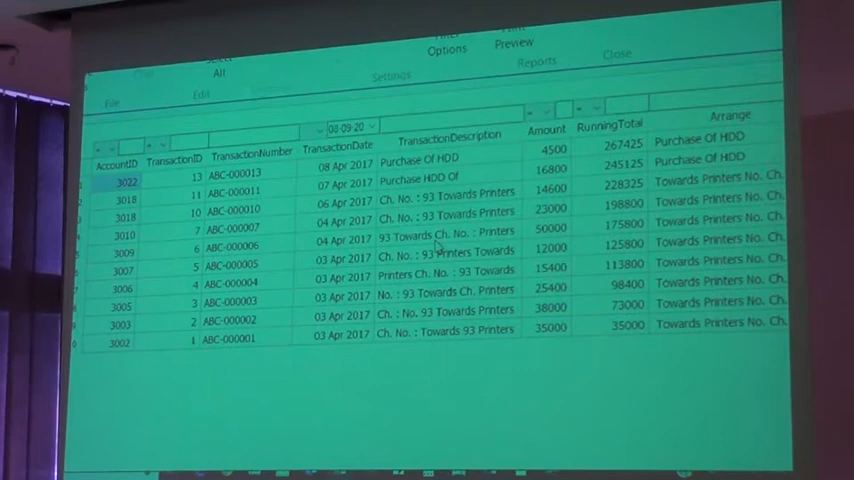 All
Options
Preview
File
Edit
Settings
Reports
Close
= = 08-09-20 = =
AccountID TransactionID TransactionNumber TransactionDate TransactionDescription Amount RunningTotal Arrange
3022 13 ABC-000013 08 Apr 2017 Purchase Of HDD 4500 267425 Purchase Of HDD
3018 11 ABC-000011 07 Apr 2017 Purchase HDD Of 16800 245125 Purchase Of HDD
3018 10 ABC-000010 06 Apr 2017 Ch. No. : 93 Towards Printers 14600 228325 Towards Printers No. Ch.
3010 7 ABC-000007 04 Apr 2017 Ch. No. : 93 Towards Printers 23000 198800 Towards Printers No. Ch.
3009 6 ABC-000006 04 Apr 2017 93 Towards Ch. No. : Printers 50000 175800 Towards Printers No. Ch.
3007 5 ABC-000005 03 Apr 2017 Ch. No. : 93 Printers Towards 12000 125800 Towards Printers No. Ch.
3006 4 ABC-000004 03 Apr 2017 Printers Ch. No. : 93 Towards 15400 113800 Towards Printers No. Ch.
3005 3 ABC-000003 03 Apr 2017 No. : 93 Towards Ch. Printers 25400 98400 Towards Printers No. Ch.
3003 2 ABC-000002 03 Apr 2017 Ch. : No. 93 Towards Printers 38000 73000 Towards Printers No. Ch.
3002 1 ABC-000001 03 Apr 2017 Ch. No. : Towards 93 Printers 35000 35000 Towards Printers No. Ch.